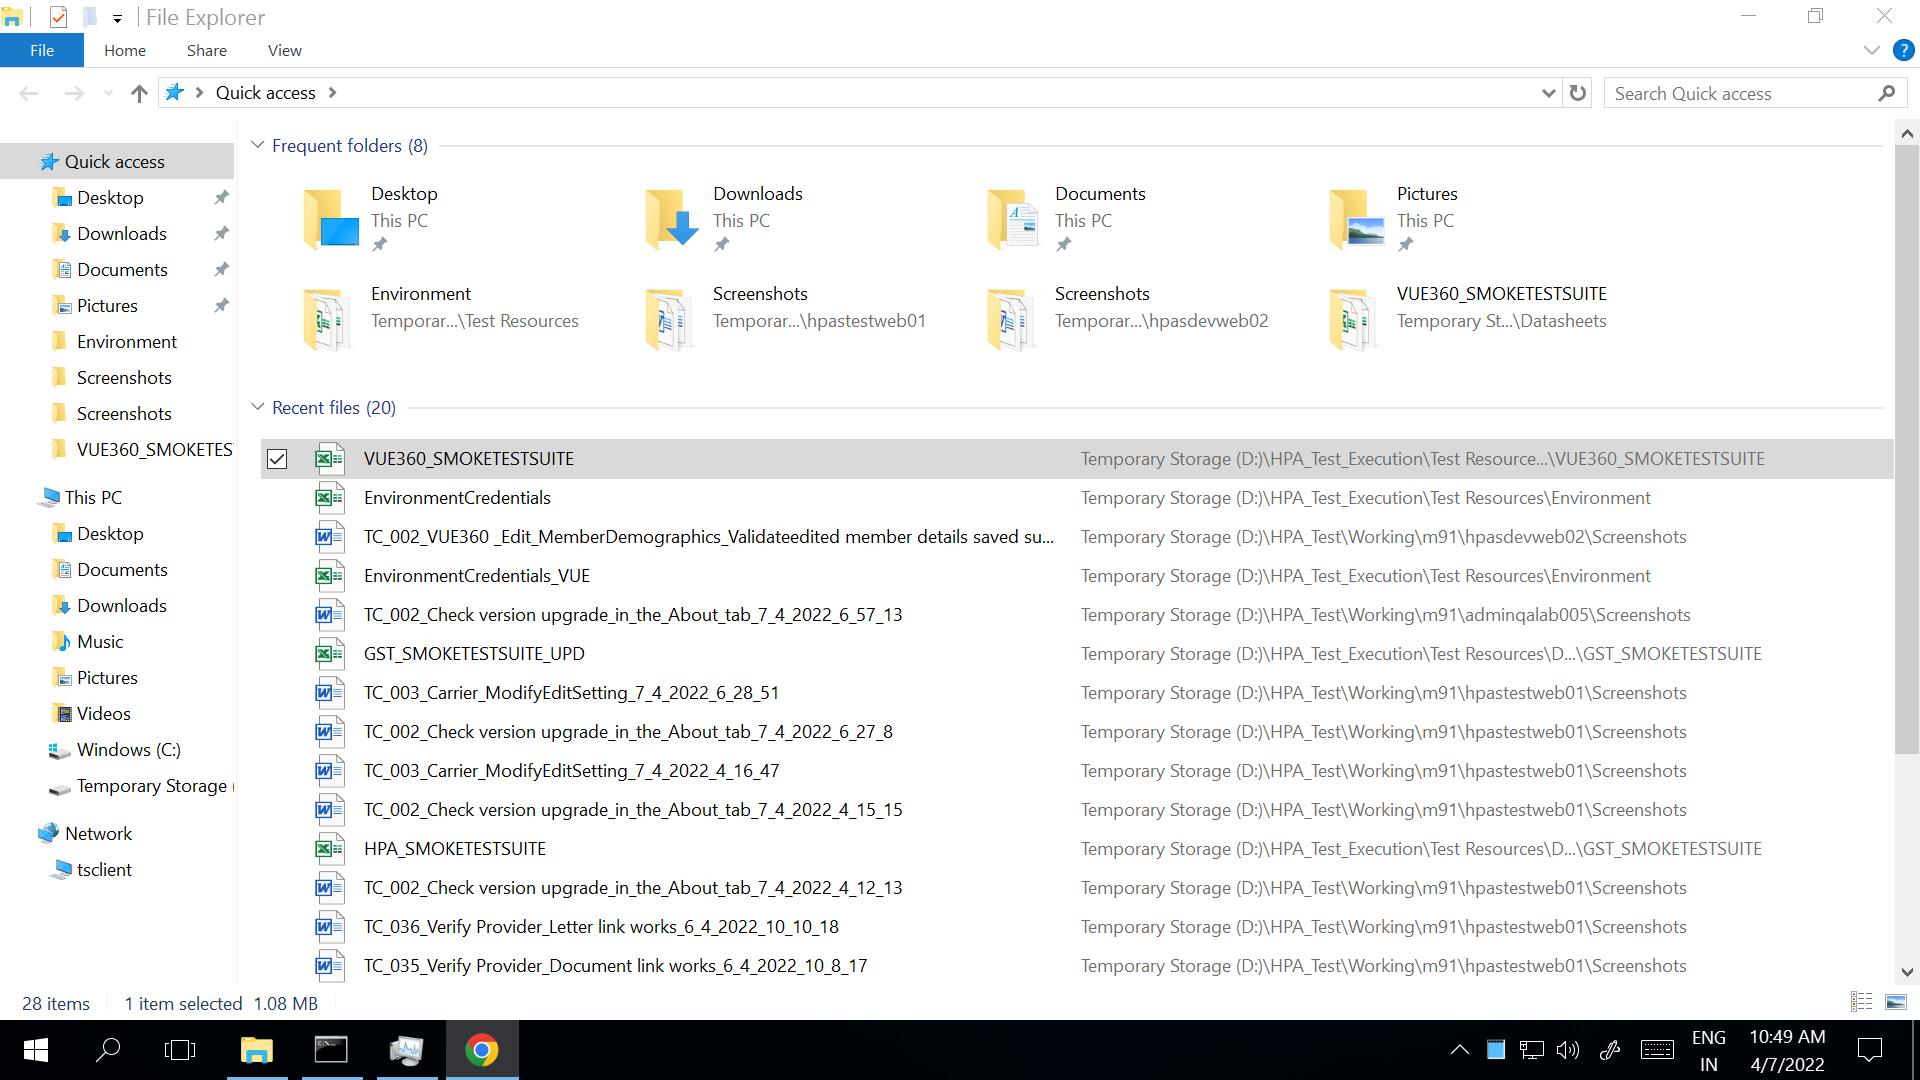 File Explorer
File Home Share View
Quick access
Search Quick access
Quick access
Desktop
Downloads
Documents
Pictures
Environment
Screenshots
Screenshots
VUE360_SMOKETES
This PC
Desktop
Documents
Downloads
Music
Pictures
Videos
Windows (C:)
Temporary Storage (
Network
tsclient
Frequent folders (8)
Desktop
This PC
Downloads
This PC
Documents
This PC
Pictures
This PC
Environment
Temporar...\Test Resources
Screenshots
Temporar...\hpastestweb01
Screenshots
Temporar...\hpasdevweb02
VUE360_SMOKETESTSUITE
Temporary St...\Datasheets
Recent files (20)
VUE360_SMOKETESTSUITE Temporary Storage (D:)\HPA_Test_Execution\Test Resource...\VUE360_SMOKETESTSUITE
EnvironmentCredentials Temporary Storage (D:)\HPA_Test_Execution\Test Resources\Environment
TC_002_VUE360 _Edit_MemberDemographics_Validateedited member details saved su... Temporary Storage (D:)\HPA_Test\Working\m91\hpasdevweb02\Screenshots
EnvironmentCredentials_VUE Temporary Storage (D:)\HPA_Test_Execution\Test Resources\Environment
TC_002_Check version upgrade_in_the_About_tab_7_4_2022_6_57_13 Temporary Storage (D:)\HPA_Test\Working\m91\adminqalab005\Screenshots
GST_SMOKETESTSUITE_UPD Temporary Storage (D:)\HPA_Test_Execution\Test Resources\D...\GST_SMOKETESTSUITE
TC_003_Carrier_ModifyEditSetting_7_4_2022_6_28_51 Temporary Storage (D:)\HPA_Test\Working\m91\hpastestweb01\Screenshots
TC_002_Check version upgrade_in_the_About_tab_7_4_2022_6_27_8 Temporary Storage (D:)\HPA_Test\Working\m91\hpastestweb01\Screenshots
TC_003_Carrier_ModifyEditSetting_7_4_2022_4_16_47 Temporary Storage (D:)\HPA_Test\Working\m91\hpastestweb01\Screenshots
TC_002_Check version upgrade_in_the_About_tab_7_4_2022_4_15_15 Temporary Storage (D:)\HPA_Test\Working\m91\hpastestweb01\Screenshots
HPA_SMOKETESTSUITE Temporary Storage (D:)\HPA_Test_Execution\Test Resources\D...\GST_SMOKETESTSUITE
TC_002_Check version upgrade_in_the_About_tab_7_4_2022_4_12_13 Temporary Storage (D:)\HPA_Test\Working\m91\hpastestweb01\Screenshots
TC_036_Verify Provider_Letter link works_6_4_2022_10_10_18 Temporary Storage (D:)\HPA_Test\Working\m91\hpastestweb01\Screenshots
TC_035_Verify Provider_Document link works_6_4_2022_10_8_17 Temporary Storage (D:)\HPA_Test\Working\m91\hpastestweb01\Screenshots
28 items 1 item selected 1.08 MB
ENG
IN
10:49 AM
4/7/2022